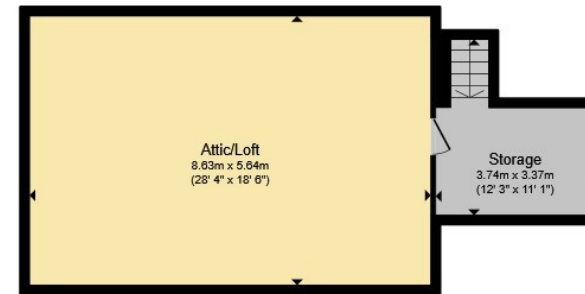 Attic/Loft
8.63m x 5.64m
(28' 4" x 18' 6")
Storage
3.74m x 3.37m
(12' 3" x 11' 1")